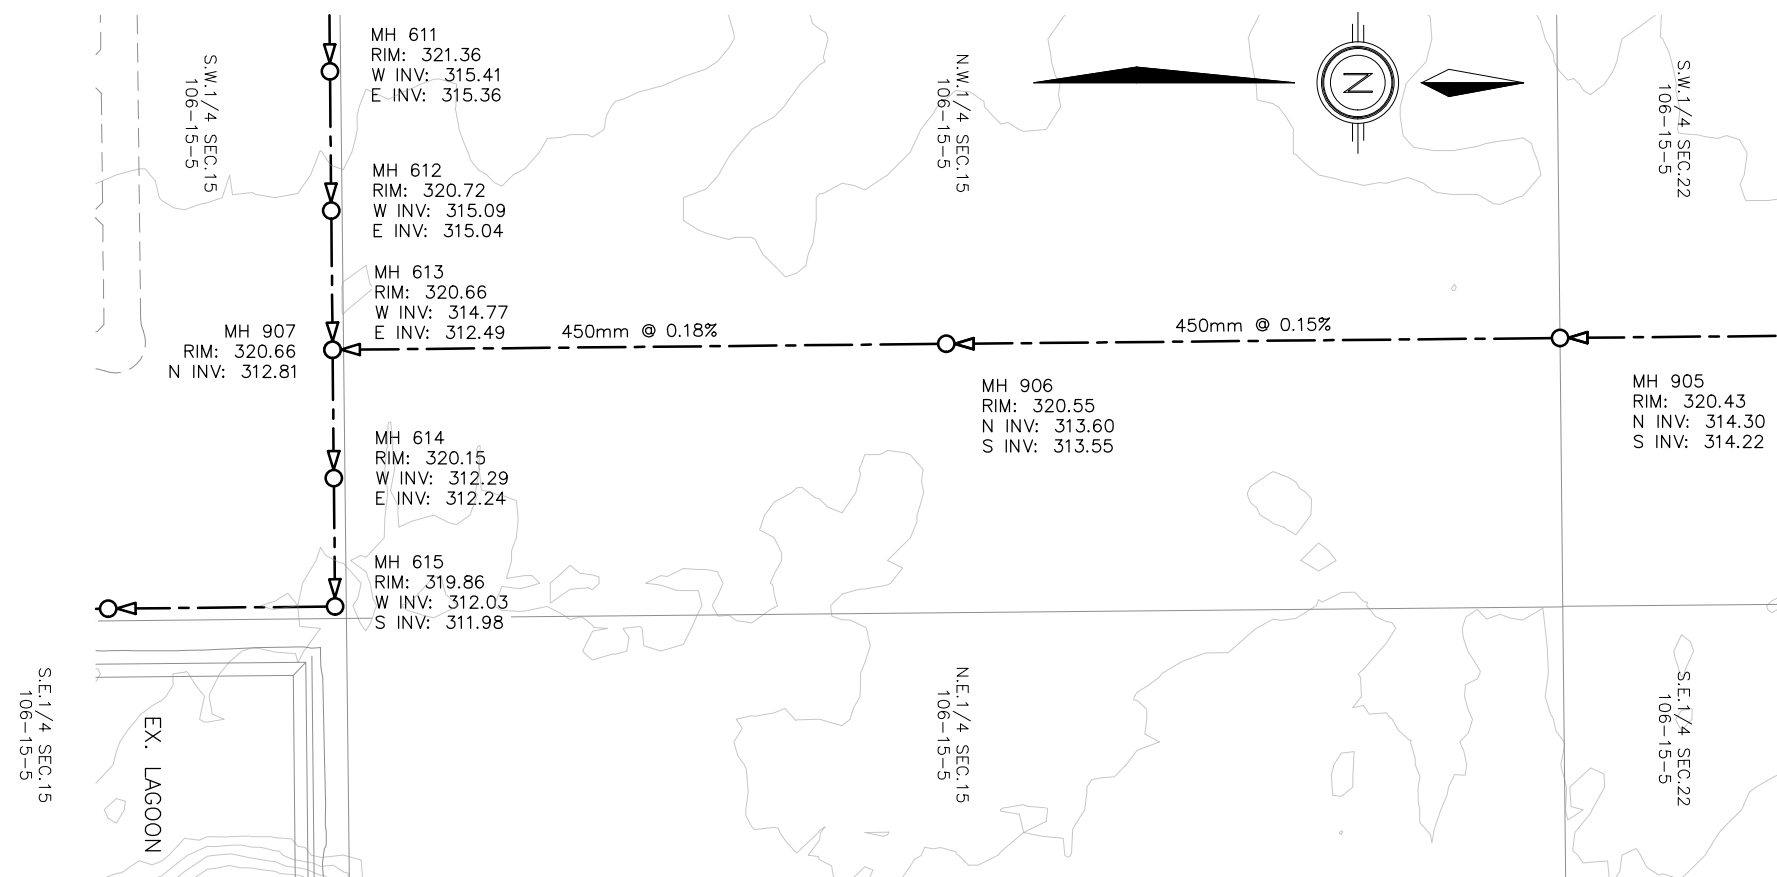 MH 611
RIM: 321.36
W INV: 315.41
E INV: 315.36
S.W.1/4 SEC.15
106-15-5
N.W.1/4 SEC.15
106-15-5
N
S.W.1/4 SEC.22
106-15-5
MH 612
RIM: 320.72
W INV: 315.09
E INV: 315.04
MH 613
RIM: 320.66
W INV: 314.77
E INV: 312.49
MH 907
RIM: 320.66
N INV: 312.81
450mm @ 0.18%
450mm @ 0.15%
MH 906
RIM: 320.55
N INV: 313.60
S INV: 313.55
MH 905
RIM: 320.43
N INV: 314.30
S INV: 314.22
MH 614
RIM: 320.15
W INV: 312.29
E INV: 312.24
MH 615
RIM: 319.86
W INV: 312.03
S INV: 311.98
S.E.1/4 SEC.15
106-15-5
EX. LAGOON
N.E.1/4 SEC.15
106-15-5
S.E.1/4 SEC.22
106-15-5